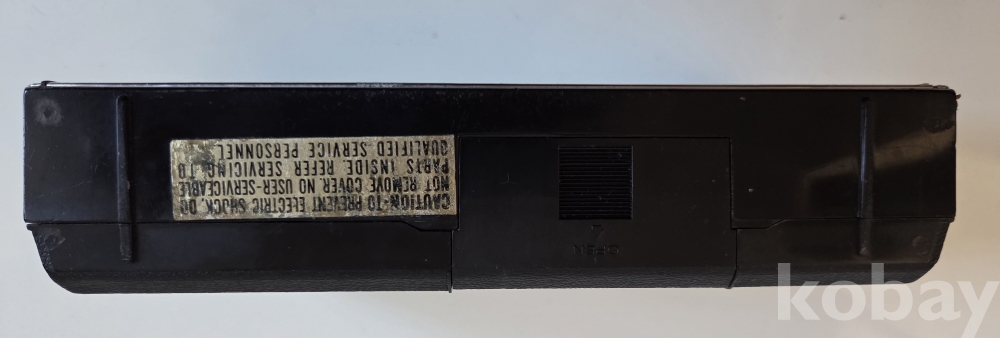 CAUTION-TO PREVENT ELECTRIC SHOCK, DO
NOT REMOVE COVER NO USER-SERVICEABLE
PARTS INSIDE REFER SERVICING TO
QUALIFIED SERVICE PERSONNEL
OPEN
kobay